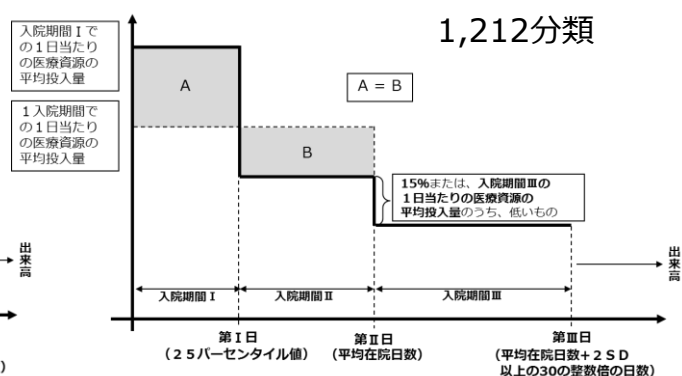 1,212分類
入院期間Ⅰで
の1日当たり
の医療資源の
平均投入量
1入院期間で
の1日当たり
の医療資源の
平均投入量
A
A = B
B
15%または、入院期間Ⅲの
1日当たりの医療資源の
平均投入量のうち、低いもの
出来高
出来高
入院期間Ⅰ
入院期間Ⅱ
入院期間Ⅲ
第Ⅰ日
(25パーセンタイル値)
第Ⅱ日
(平均在院日数)
第Ⅲ日
(平均在院日数+2SD
以上の30の整数倍の日数)
)